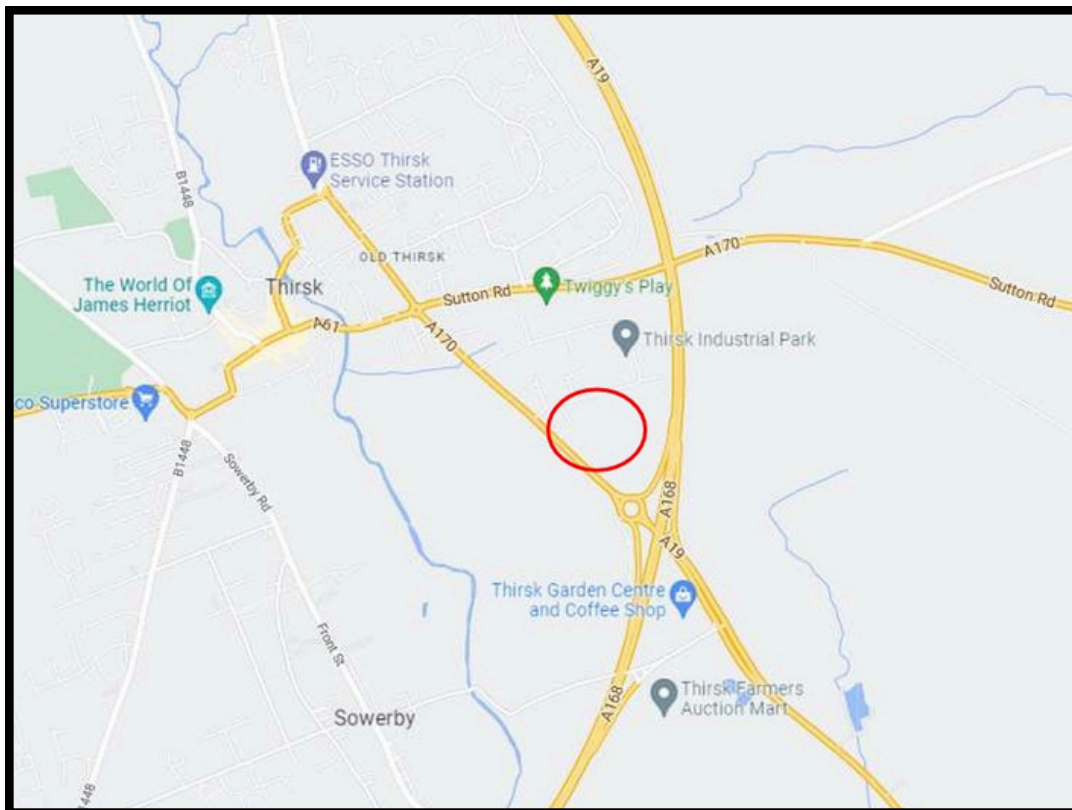 A19
B1448
ESSO Thirsk
Service Station
OLD THIRSK
A170
Sutton Rd
The World Of
James Herriot
Thirsk
Sutton Rd
Twiggy's Play
A61
A170
Thirsk Industrial Park
co Superstore
B1448
Sowerby Rd
A168
A19
Thirsk Garden Centre
and Coffee Shop
Front St
Thirsk Farmers
Auction Mart
A168
Sowerby
1448